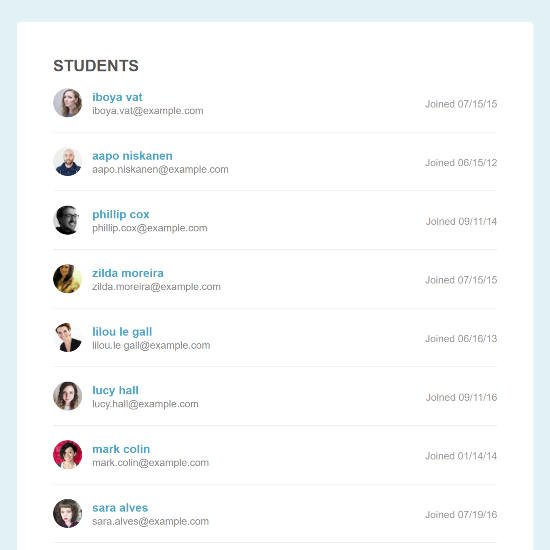 STUDENTS
iboya vat
iboya.vat@example.com
Joined 07/15/15
aapo niskanen
aapo.niskanen@example.com
Joined 06/15/12
phillip cox
phillip.cox@example.com
Joined 09/11/14
zilda moreira
zilda.moreira@example.com
Joined 07/15/15
lilou le gall
lilou.le gall@example.com
Joined 06/16/13
lucy hall
lucy.hall@example.com
Joined 09/11/16
mark colin
mark.colin@example.com
Joined 01/14/14
sara alves
sara.alves@example.com
Joined 07/19/16